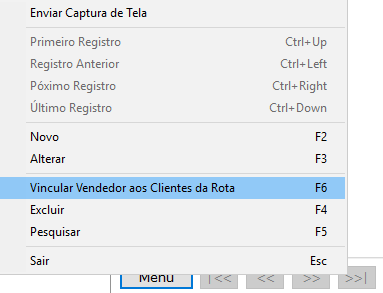 Enviar Captura de Tela
Primeiro Registro Ctrl+Up
Registro Anterior Ctrl+Left
Póximo Registro Ctrl+Right
Último Registro Ctrl+Down
Novo F2
Alterar F3
Vincular Vendedor aos Clientes da Rota F6
Excluir F4
Pesquisar F5
Sair Esc
Menu |<< << >> >>|